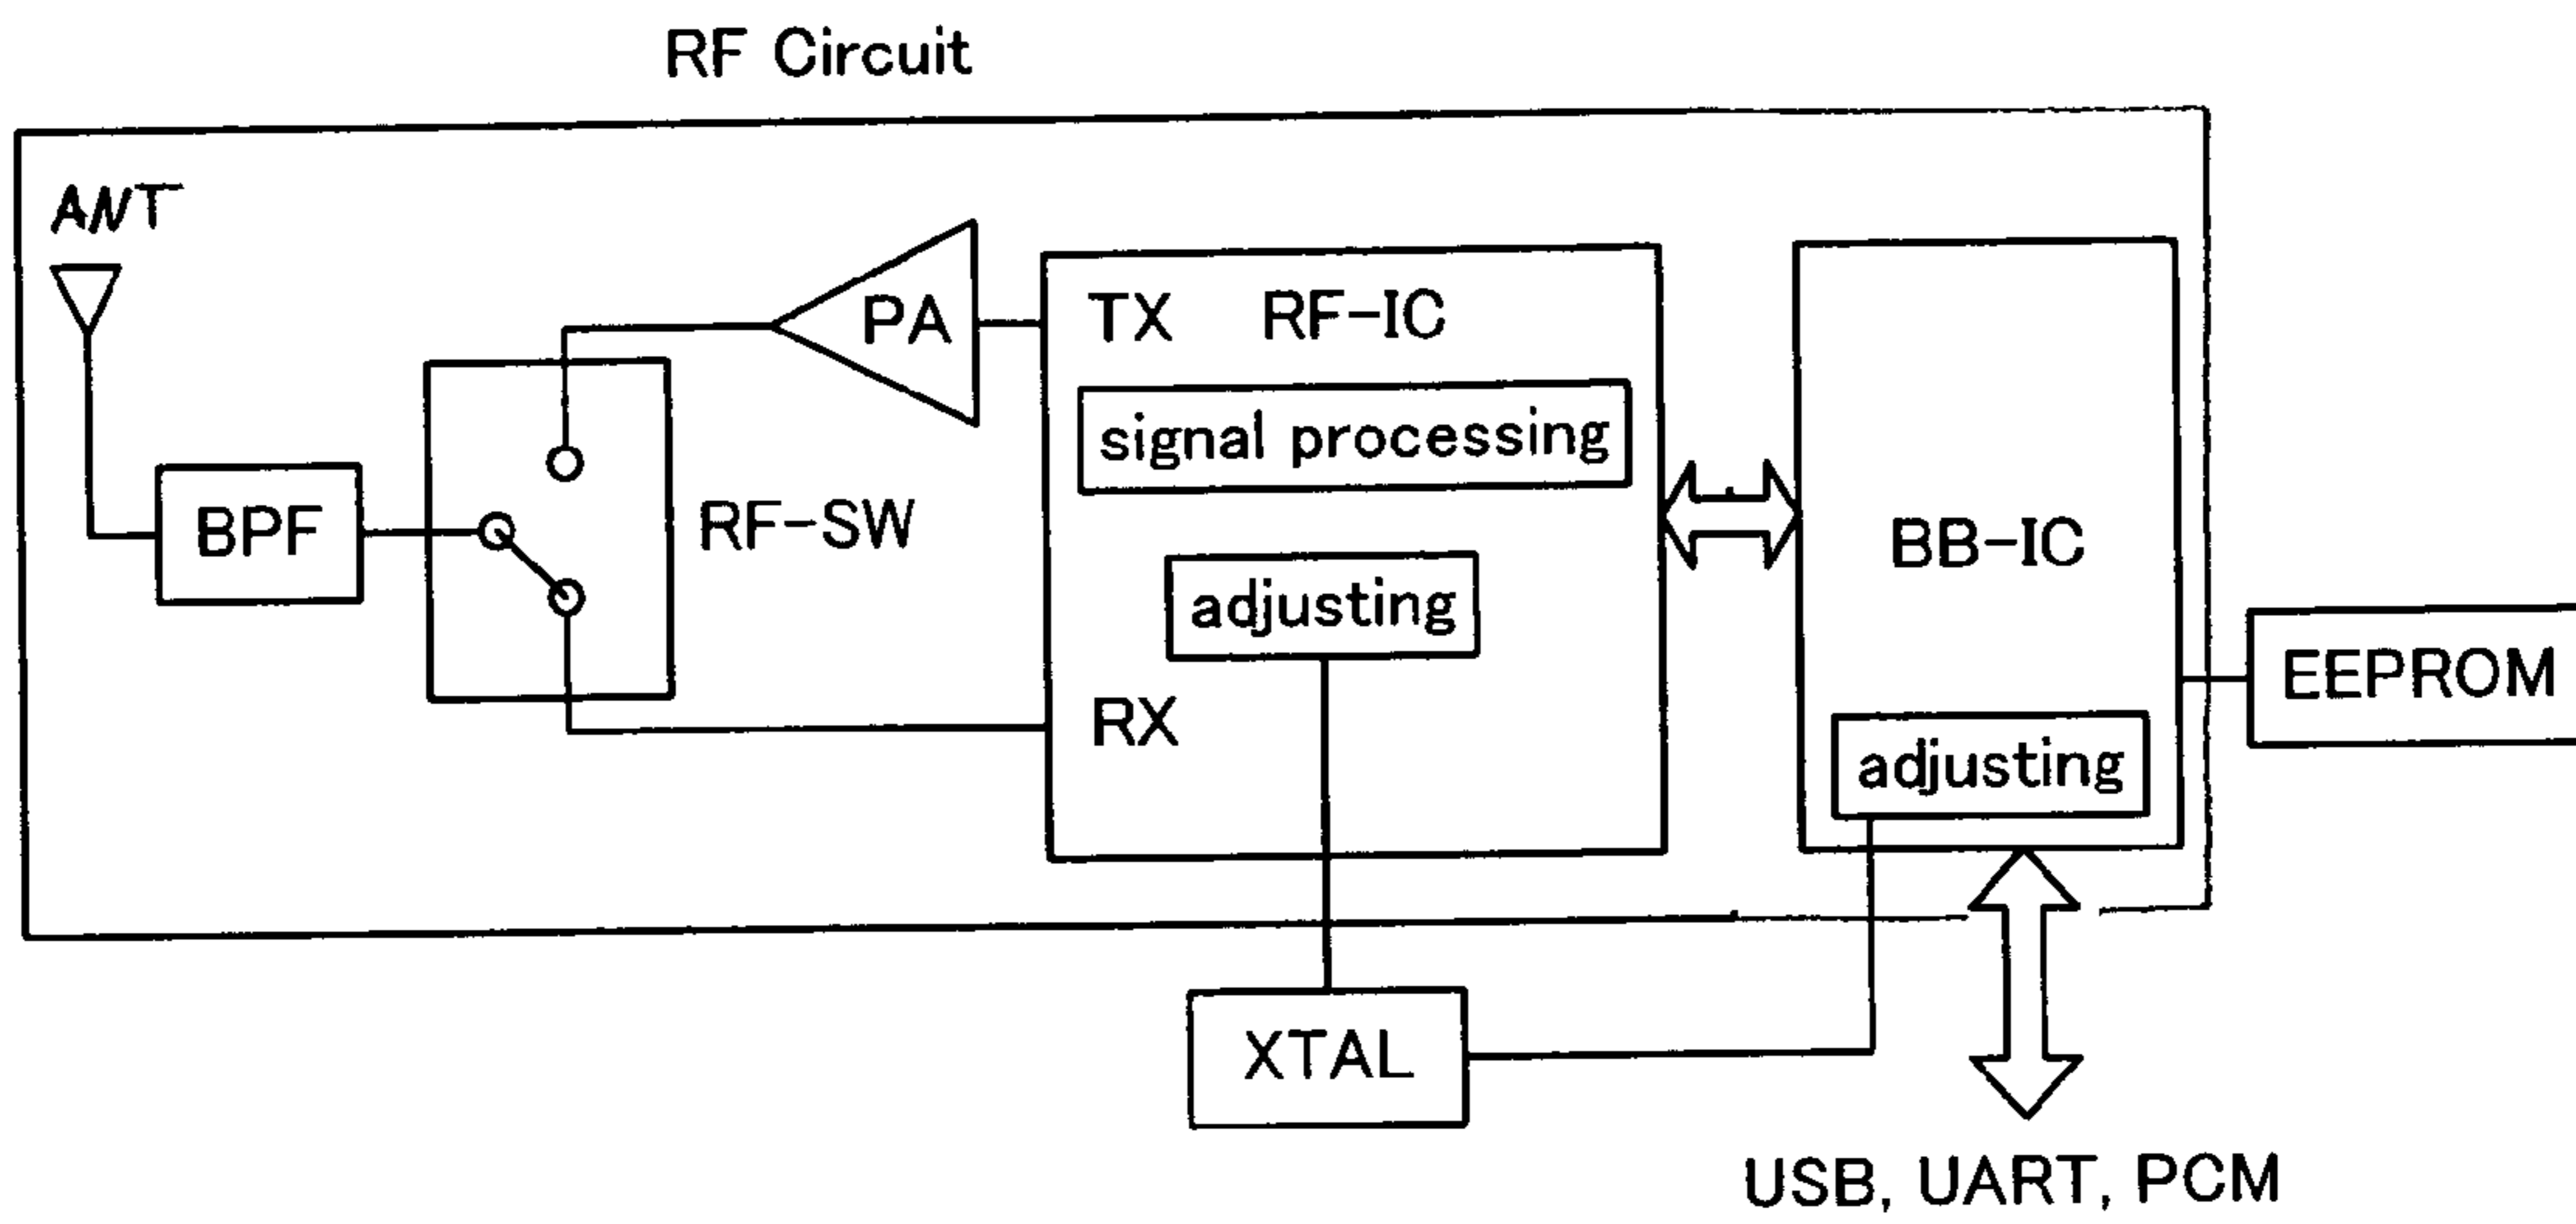 RF Circuit
ANT
PA
TX RF-IC
signal processing
BPF
RF-SW
BB-IC
adjusting
EEPROM
RX
adjusting
XTAL
USB, UART, PCM